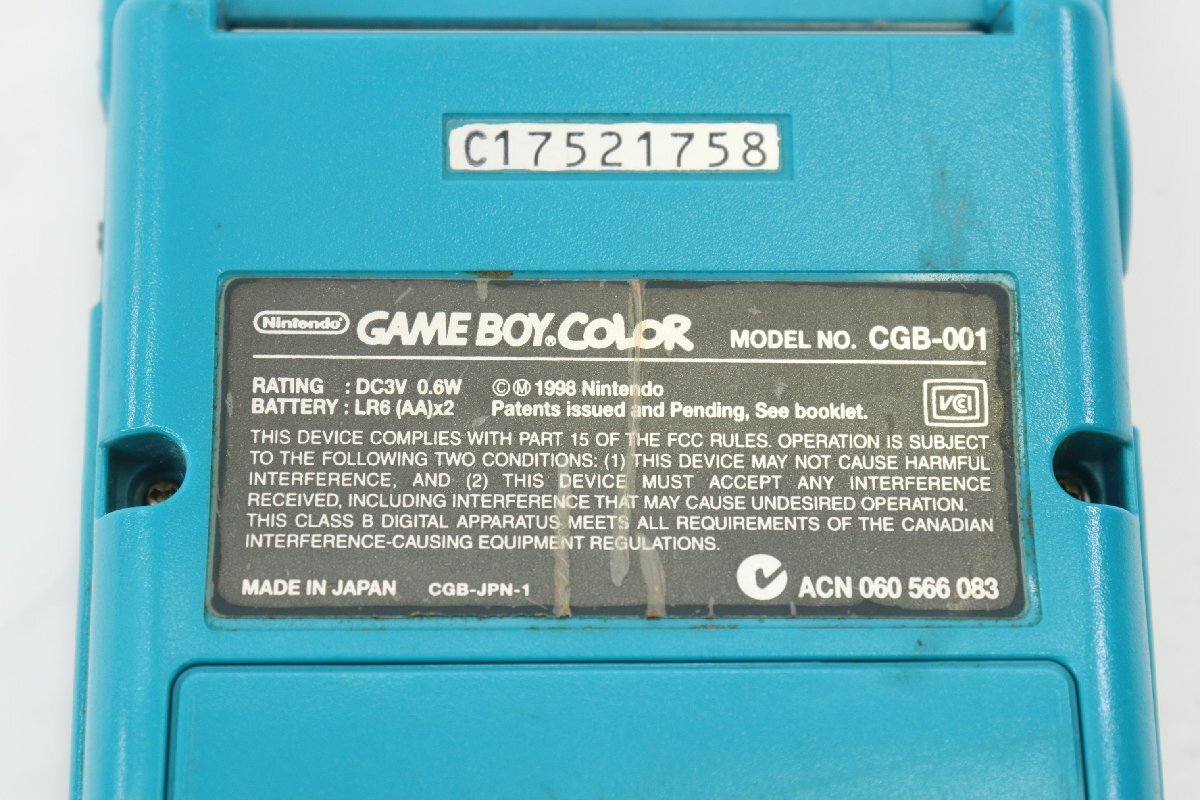 C17521758
Nintendo GAME BOY® COLOR MODEL NO. CGB-001
RATING : DC3V 0.6W ©Ⓜ 1998 Nintendo
BATTERY : LR6 (AA)x2 Patents issued and Pending, See booklet.
VCI
THIS DEVICE COMPLIES WITH PART 15 OF THE FCC RULES. OPERATION IS SUBJECT
TO THE FOLLOWING TWO CONDITIONS: (1) THIS DEVICE MAY NOT CAUSE HARMFUL
INTERFERENCE, AND (2) THIS DEVICE MUST ACCEPT ANY INTERFERENCE
RECEIVED, INCLUDING INTERFERENCE THAT MAY CAUSE UNDESIRED OPERATION.
THIS CLASS B DIGITAL APPARATUS MEETS ALL REQUIREMENTS OF THE CANADIAN
INTERFERENCE-CAUSING EQUIPMENT REGULATIONS.
MADE IN JAPAN CGB-JPN-1 ACN 060 566 083